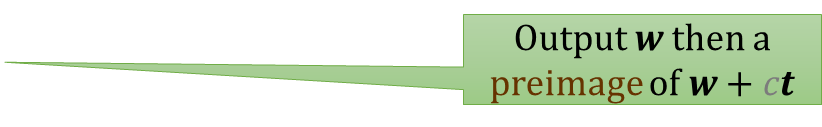 Output w then a
preimage of w + ct